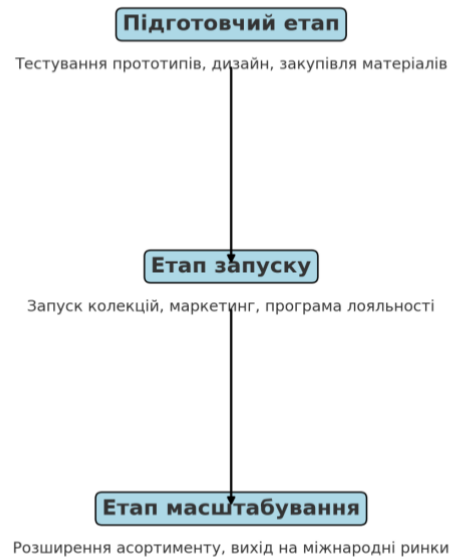 Підготовчий етап
Тестування прототипів, дизайн, закупівля матеріалів
Етап запуску
Запуск колекцій, маркетинг, програма лояльності
Етап масштабування
Розширення асортименту, вихід на міжнародні ринки